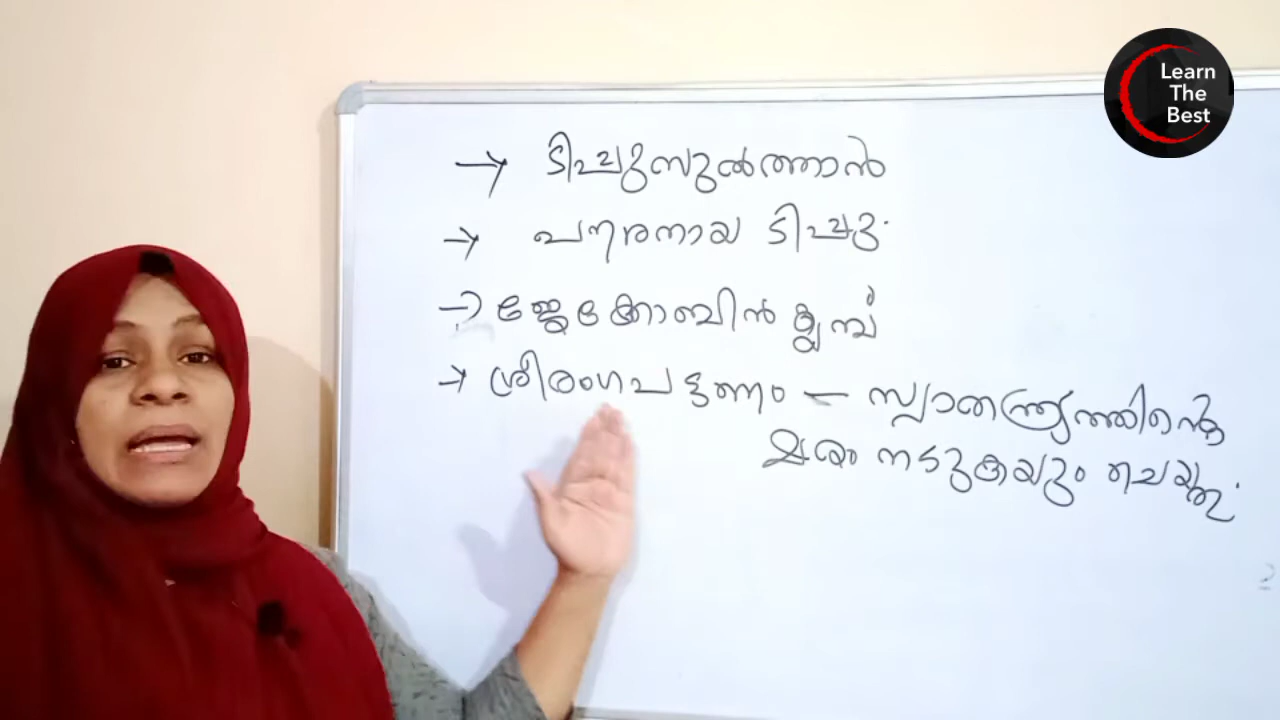 Learn
The
Best
→ ടിപ്പുസുൽത്താൻ
→ പൗരനായ ടിപ്പു.
→ ജേക്കോബിൻ ക്ലബ്ബ്
→ ശ്രീരംഗപട്ടണം – സ്വാതന്ത്ര്യത്തിന്റെ
മരം നടുകയും ചെയ്തു.